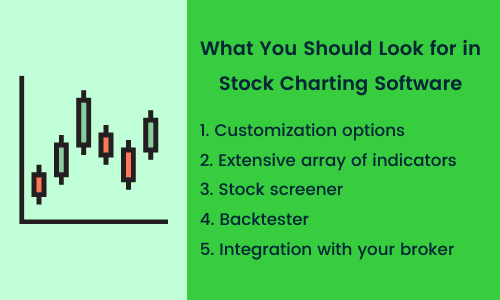 What You Should Look for in
Stock Charting Software
1. Customization options
2. Extensive array of indicators
3. Stock screener
4. Backtester
5. Integration with your broker